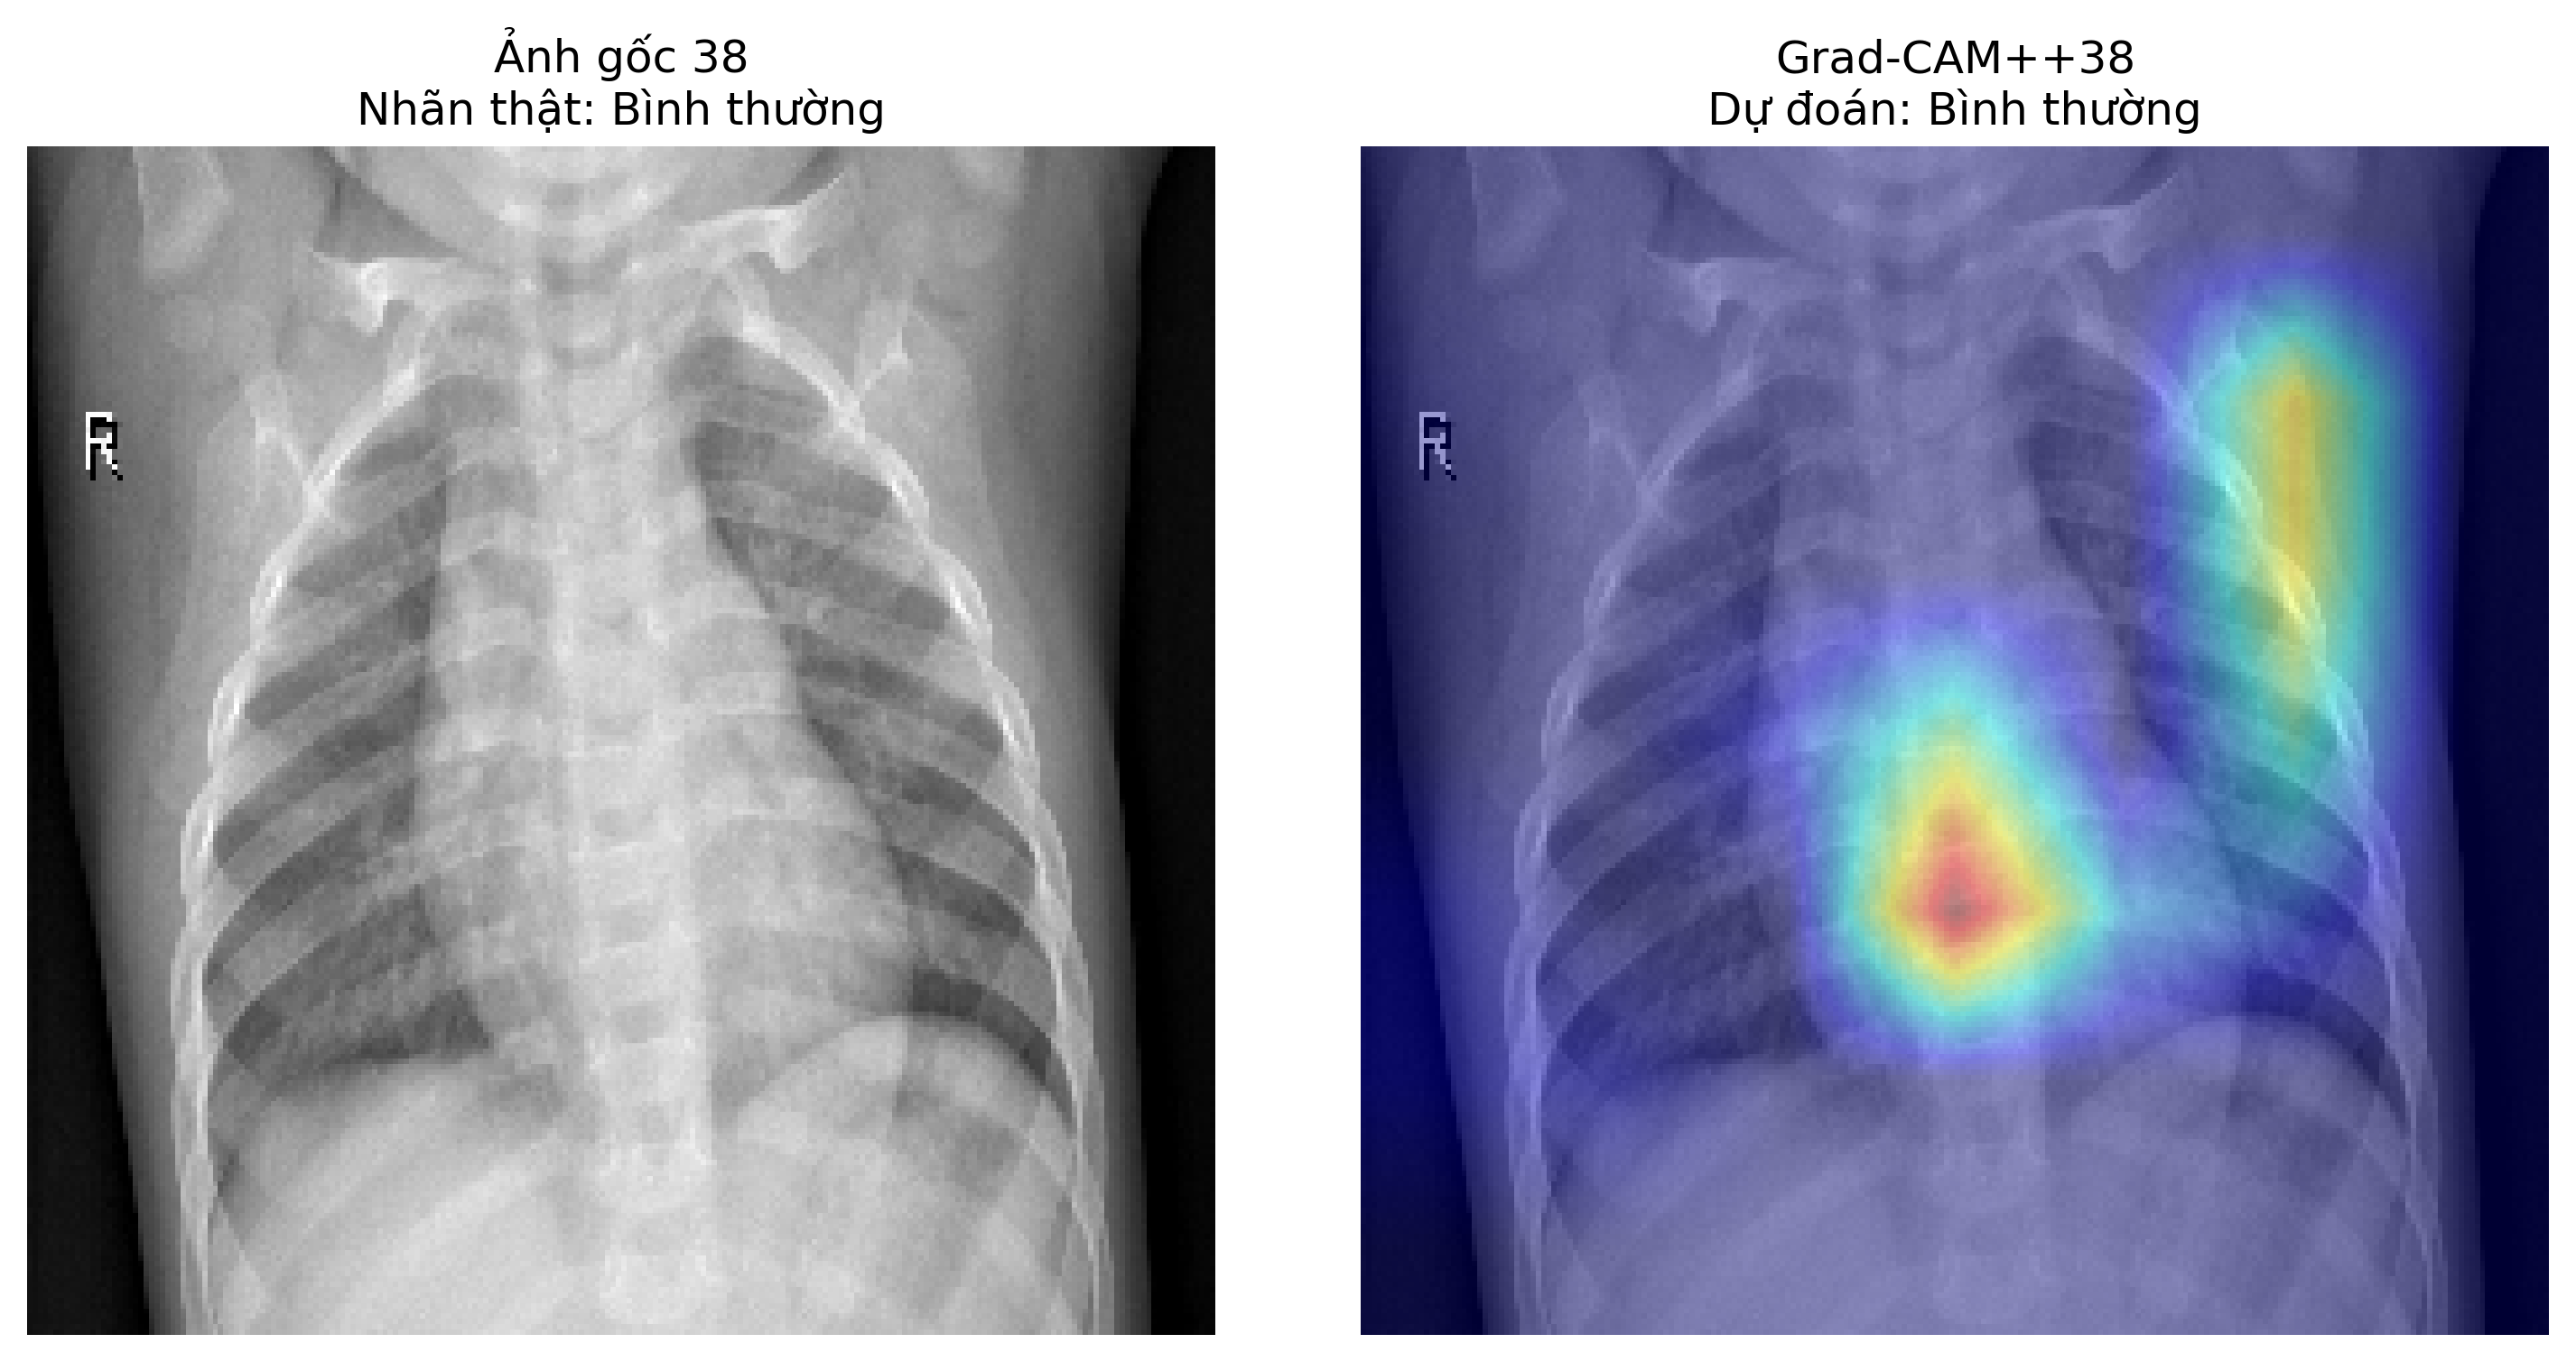 Ảnh gốc 38
Nhãn thật: Bình thường
Grad-CAM++38
Dự đoán: Bình thường
R
R